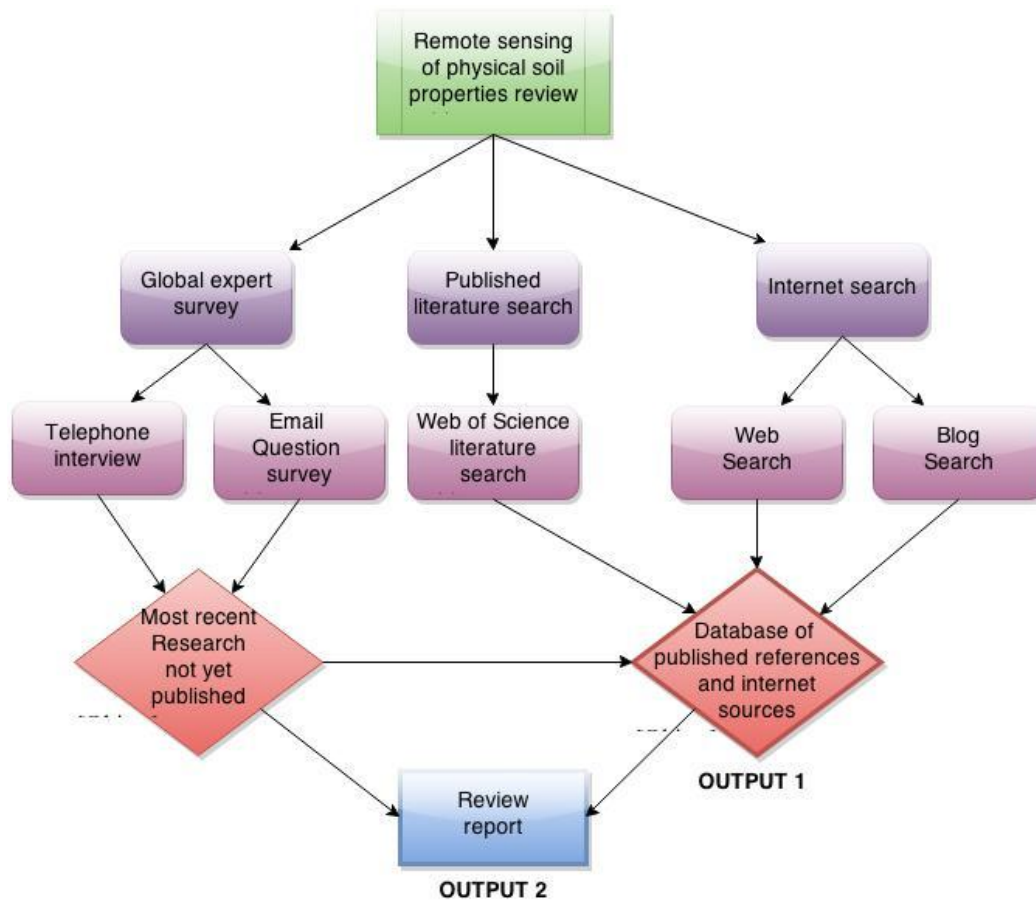 Remote sensing
of physical soil
properties review
Global expert
survey
Published
literature search
Internet search
Telephone
interview
Email
Question
survey
Web of Science
literature
search
Web
Search
Blog
Search
Most recent
Research
not yet
published
Database of
published references
and internet
sources
OUTPUT 1
Review
report
OUTPUT 2